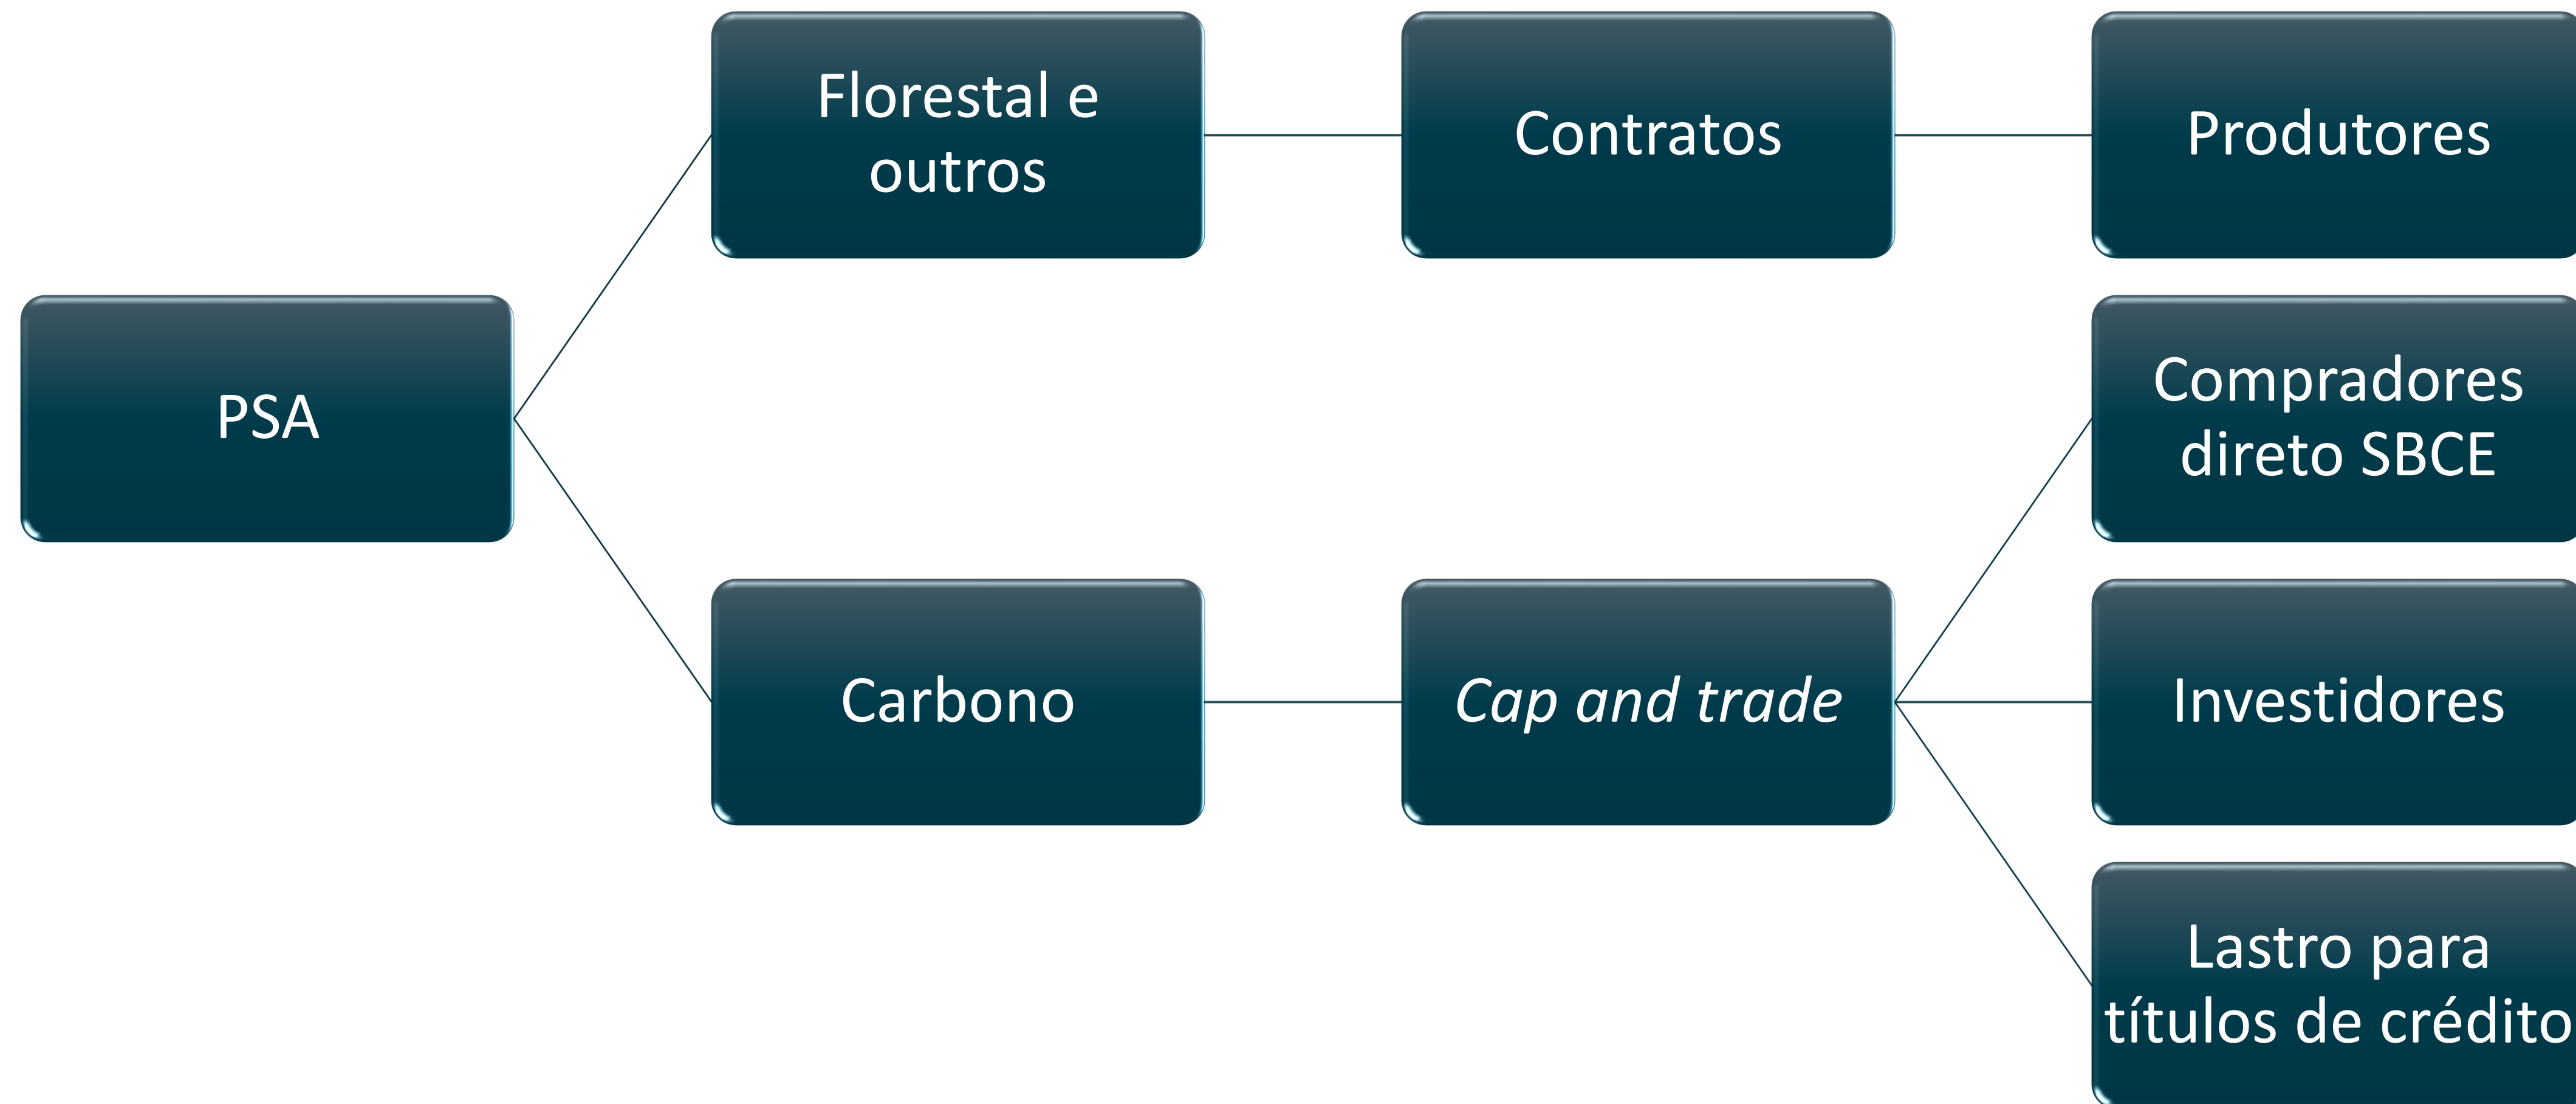 Florestal e
outros
Contratos
Produtores
PSA
Compradores
direto SBCE
Carbono
Cap and trade
Investidores
Lastro para
títulos de crédito